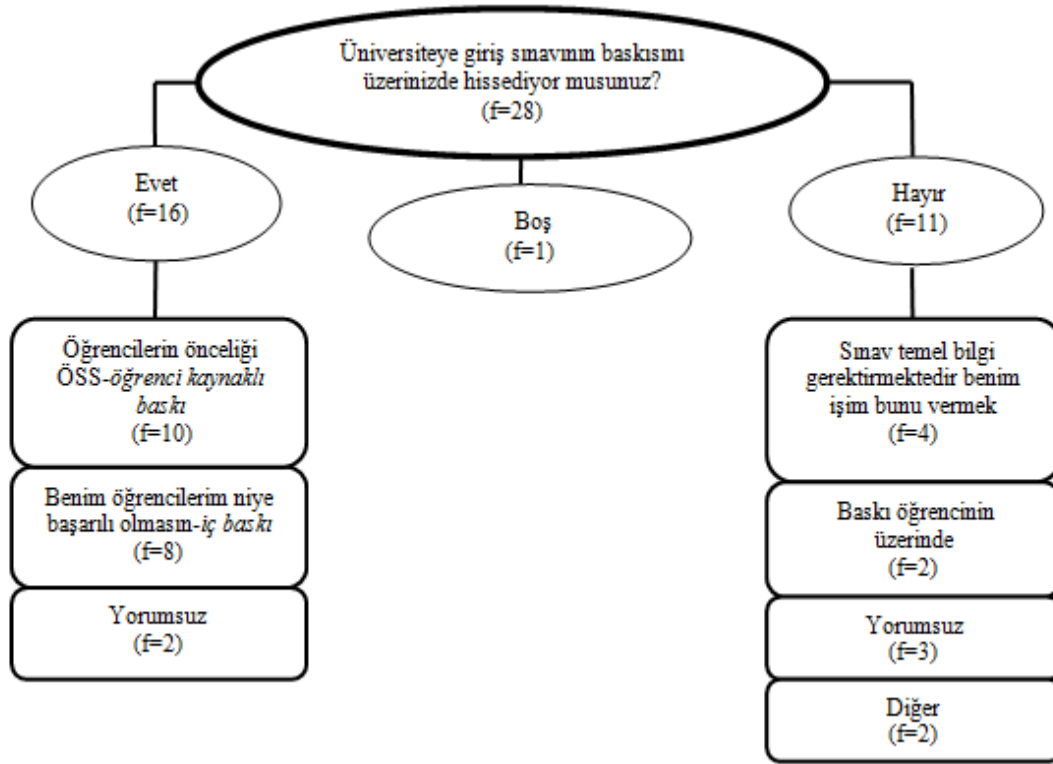 Üniversiteye giriş sınavının baskısını
üzerinizde hissediyor musunuz?
(f=28)
Evet
(f=16)
Boş
(f=1)
Hayır
(f=11)
Öğrencilerin önceliği
ÖSS-öğrenci kaynaklı
baskı
(f=10)
Benim öğrencilerim niye
başarılı olmasın-iç baskı
(f=8)
Yorumsuz
(f=2)
Sınav temel bilgi
gerektirmektedir benim
işim bunu vermek
(f=4)
Baskı öğrencinin
üzerinde
(f=2)
Yorumsuz
(f=3)
Diğer
(f=2)